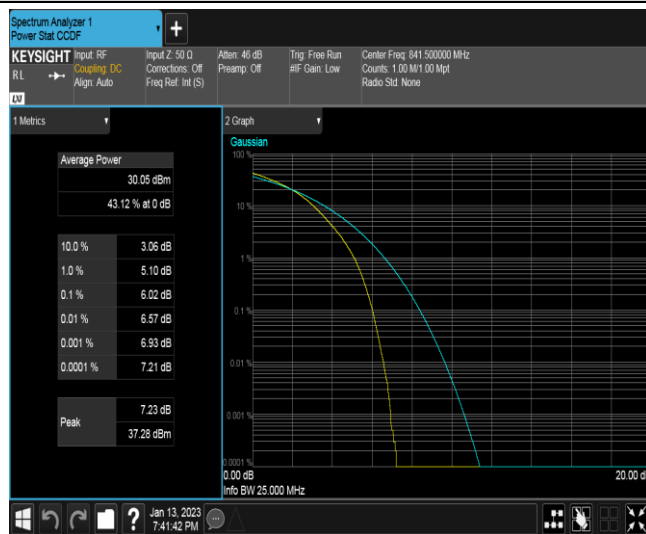 Spectrum Analyzer 1
Power Stat CCDF
+
KEYSIGHT
RL
LXI
Input: RF
Coupling: DC
Align: Auto
Input Z: 50 Ω
Corrections: Off
Freq Ref: Int (S)
Atten: 46 dB
Preamp: Off
Trig: Free Run
#IF Gain: Low
Center Freq: 841.500000 MHz
Counts: 1.00 M/1.00 Mpt
Radio Std: None
1 Metrics
Average Power
30.05 dBm
43.12 % at 0 dB
10.0 % 3.06 dB
1.0 % 5.10 dB
0.1 % 6.02 dB
0.01 % 6.57 dB
0.001 % 6.93 dB
0.0001 % 7.21 dB
Peak
7.23 dB
37.28 dBm
2 Graph
Gaussian
100 %
10 %
1 %
0.1 %
0.01 %
0.001 %
0.0001 %
0.00 dB
20.00 d
Info BW 25.000 MHz
?
Jan 13, 2023
7:41:42 PM